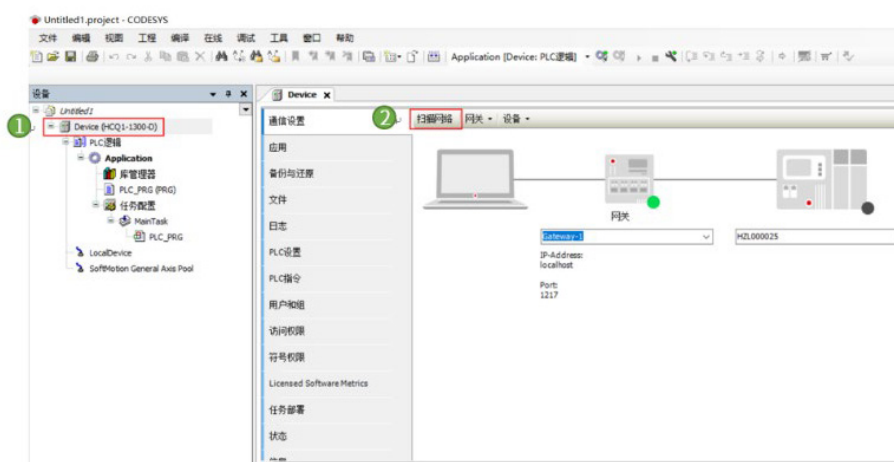 Untitled1.project - CODESYS
文件 编辑 视图 工程 编译 在线 调试 工具 窗口 帮助
Application [Device: PLC逻辑]
设备
Device
Untitled1
Device (HCQ1-1300-D)
PLC逻辑
Application
库管理器
PLC_PRG (PRG)
任务配置
MainTask
PLC_PRG
LocalDevice
SoftMotion General Axis Pool
1
2
通信设置
应用
备份与还原
文件
日志
PLC设置
PLC指令
用户和组
访问权限
符号权限
Licensed Software Metrics
任务部署
状态
扫描网络 网关 设备
网关
Gateway-1
HZL000025
IP-Address:
localhost
Port:
1217